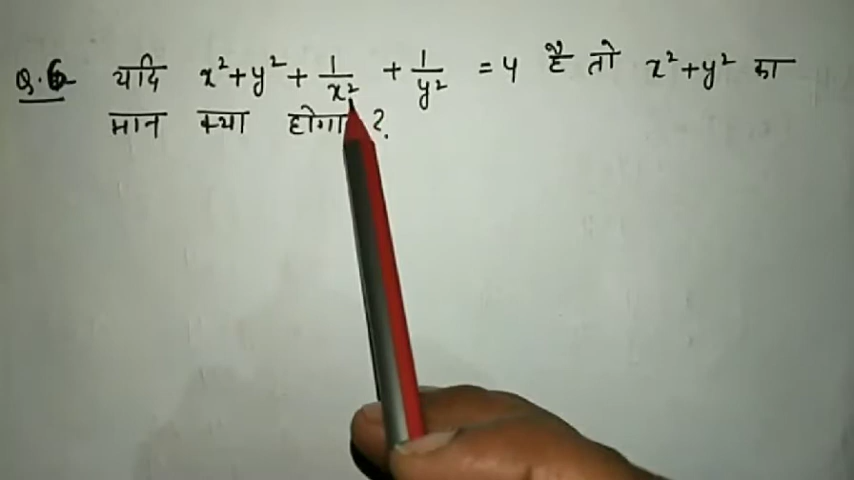 Q.6 यदि x² + y² + 1/x² + 1/y² = 4 है तो x² + y² का
मान क्या होगा ?